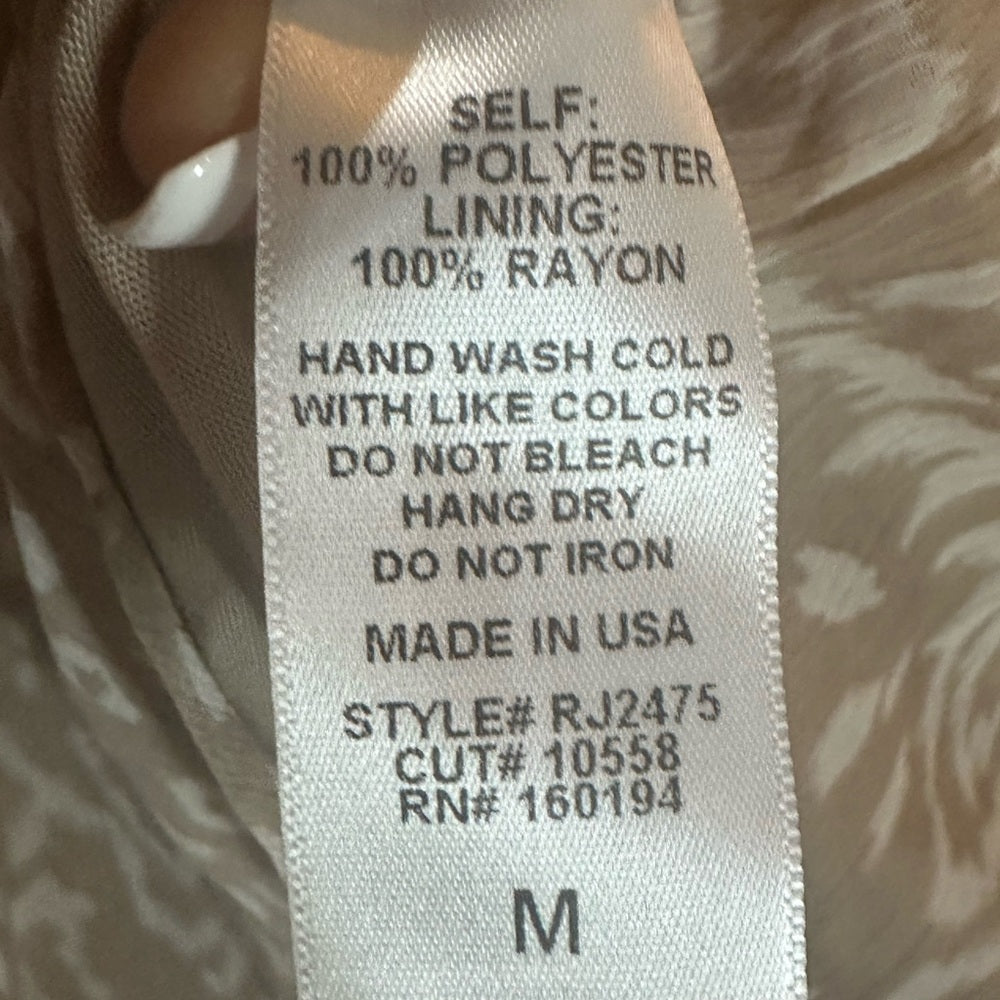 SELF:
100% POLYESTER
LINING:
100% RAYON
HAND WASH COLD
WITH LIKE COLORS
DO NOT BLEACH
HANG DRY
DO NOT IRON
MADE IN USA
STYLE# RJ2475
CUT# 10558
RN# 160194
M